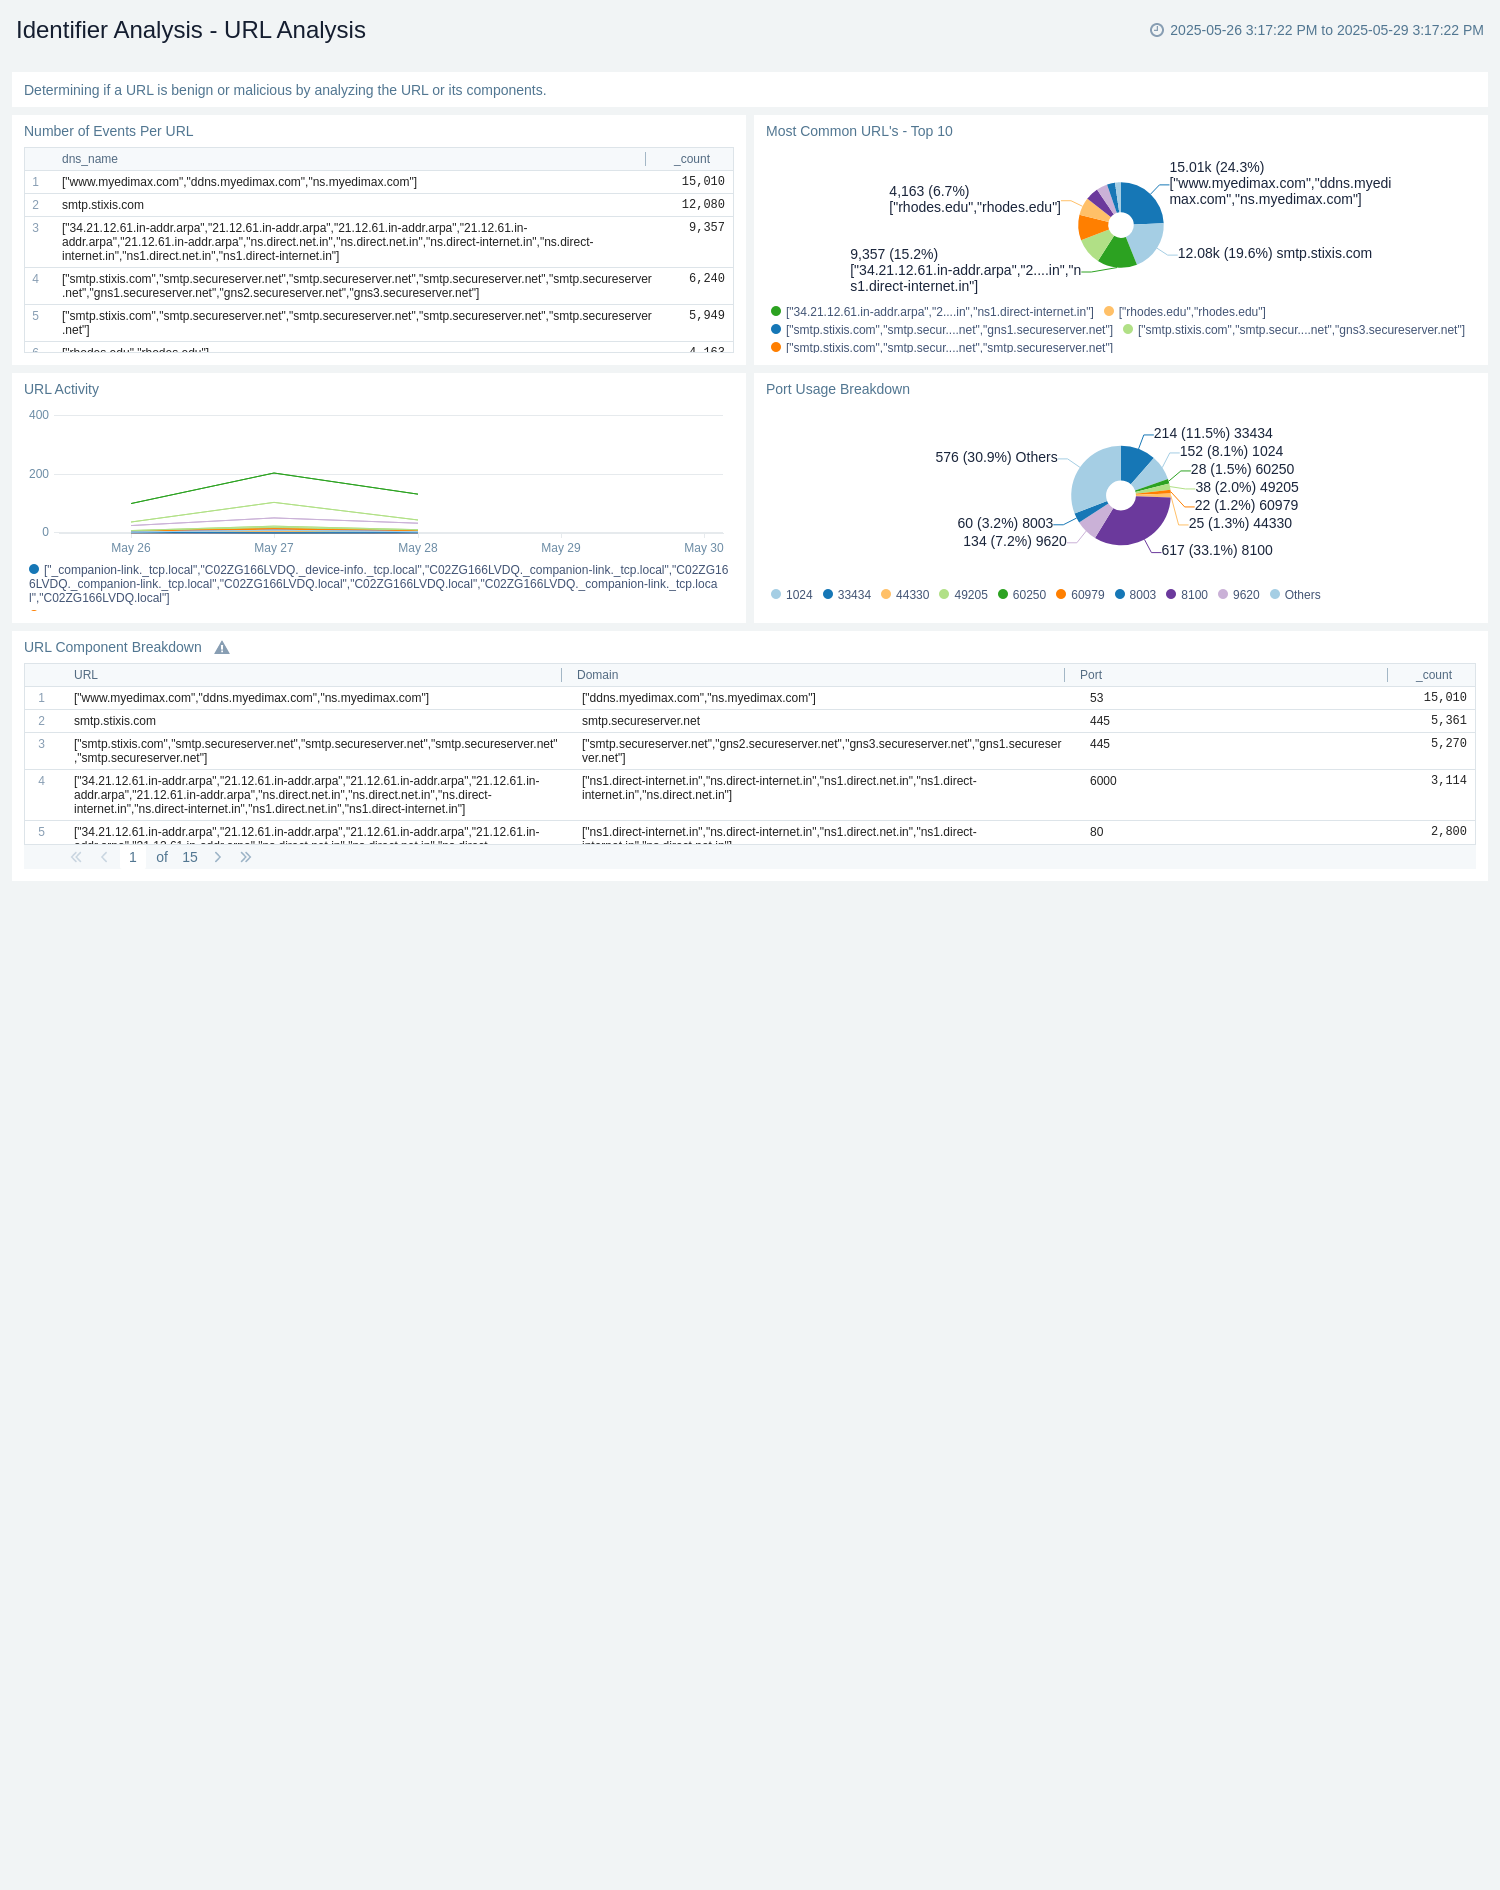 Identifier Analysis - URL Analysis
2025-05-26 3:17:22 PM to 2025-05-29 3:17:22 PM
Determining if a URL is benign or malicious by analyzing the URL or its components.
Number of Events Per URL
dns_name _count
1 ["www.myedimax.com","ddns.myedimax.com","ns.myedimax.com"] 15,010
2 smtp.stixis.com 12,080
3 ["34.21.12.61.in-addr.arpa","21.12.61.in-addr.arpa","21.12.61.in-addr.arpa","21.12.61.in- 9,357
addr.arpa","21.12.61.in-addr.arpa","ns.direct.net.in","ns.direct.net.in","ns.direct-internet.in","ns.direct-
internet.in","ns1.direct.net.in","ns1.direct-internet.in"]
4 ["smtp.stixis.com","smtp.secureserver.net","smtp.secureserver.net","smtp.secureserver.net","smtp.secureserver 6,240
.net","gns1.secureserver.net","gns2.secureserver.net","gns3.secureserver.net"]
5 ["smtp.stixis.com","smtp.secureserver.net","smtp.secureserver.net","smtp.secureserver.net","smtp.secureserver 5,949
.net"]
6 ["rhodes.edu","rhodes.edu"] 4,163
Most Common URL's - Top 10
15.01k (24.3%)
["www.myedimax.com","ddns.myedi
max.com","ns.myedimax.com"]
4,163 (6.7%)
["rhodes.edu","rhodes.edu"]
12.08k (19.6%) smtp.stixis.com
9,357 (15.2%)
["34.21.12.61.in-addr.arpa","2....in","n
s1.direct-internet.in"]
["34.21.12.61.in-addr.arpa","2....in","ns1.direct-internet.in"] ["rhodes.edu","rhodes.edu"]
["smtp.stixis.com","smtp.secur....net","gns1.secureserver.net"] ["smtp.stixis.com","smtp.secur....net","gns3.secureserver.net"]
["smtp.stixis.com","smtp.secur....net","smtp.secureserver.net"]
URL Activity
400
200
0
May 26 May 27 May 28 May 29 May 30
["_companion-link._tcp.local","C02ZG166LVDQ._device-info._tcp.local","C02ZG166LVDQ._companion-link._tcp.local","C02ZG16
6LVDQ._companion-link._tcp.local","C02ZG166LVDQ.local","C02ZG166LVDQ.local","C02ZG166LVDQ._companion-link._tcp.loca
l","C02ZG166LVDQ.local"]
Port Usage Breakdown
214 (11.5%) 33434
152 (8.1%) 1024
576 (30.9%) Others
28 (1.5%) 60250
38 (2.0%) 49205
22 (1.2%) 60979
60 (3.2%) 8003
25 (1.3%) 44330
134 (7.2%) 9620
617 (33.1%) 8100
1024 33434 44330 49205 60250 60979 8003 8100 9620 Others
URL Component Breakdown
URL Domain Port _count
1 ["www.myedimax.com","ddns.myedimax.com","ns.myedimax.com"] ["ddns.myedimax.com","ns.myedimax.com"] 53 15,010
2 smtp.stixis.com smtp.secureserver.net 445 5,361
3 ["smtp.stixis.com","smtp.secureserver.net","smtp.secureserver.net","smtp.secureserver.net" ["smtp.secureserver.net","gns2.secureserver.net","gns3.secureserver.net","gns1.secureser 445 5,270
,"smtp.secureserver.net"] ver.net"]
4 ["34.21.12.61.in-addr.arpa","21.12.61.in-addr.arpa","21.12.61.in-addr.arpa","21.12.61.in- ["ns1.direct-internet.in","ns.direct-internet.in","ns1.direct.net.in","ns1.direct- 6000 3,114
addr.arpa","21.12.61.in-addr.arpa","ns.direct.net.in","ns.direct.net.in","ns.direct- internet.in","ns.direct.net.in"]
internet.in","ns.direct-internet.in","ns1.direct.net.in","ns1.direct-internet.in"]
5 ["34.21.12.61.in-addr.arpa","21.12.61.in-addr.arpa","21.12.61.in-addr.arpa","21.12.61.in- ["ns1.direct-internet.in","ns.direct-internet.in","ns1.direct.net.in","ns1.direct- 80 2,800
1 of 15